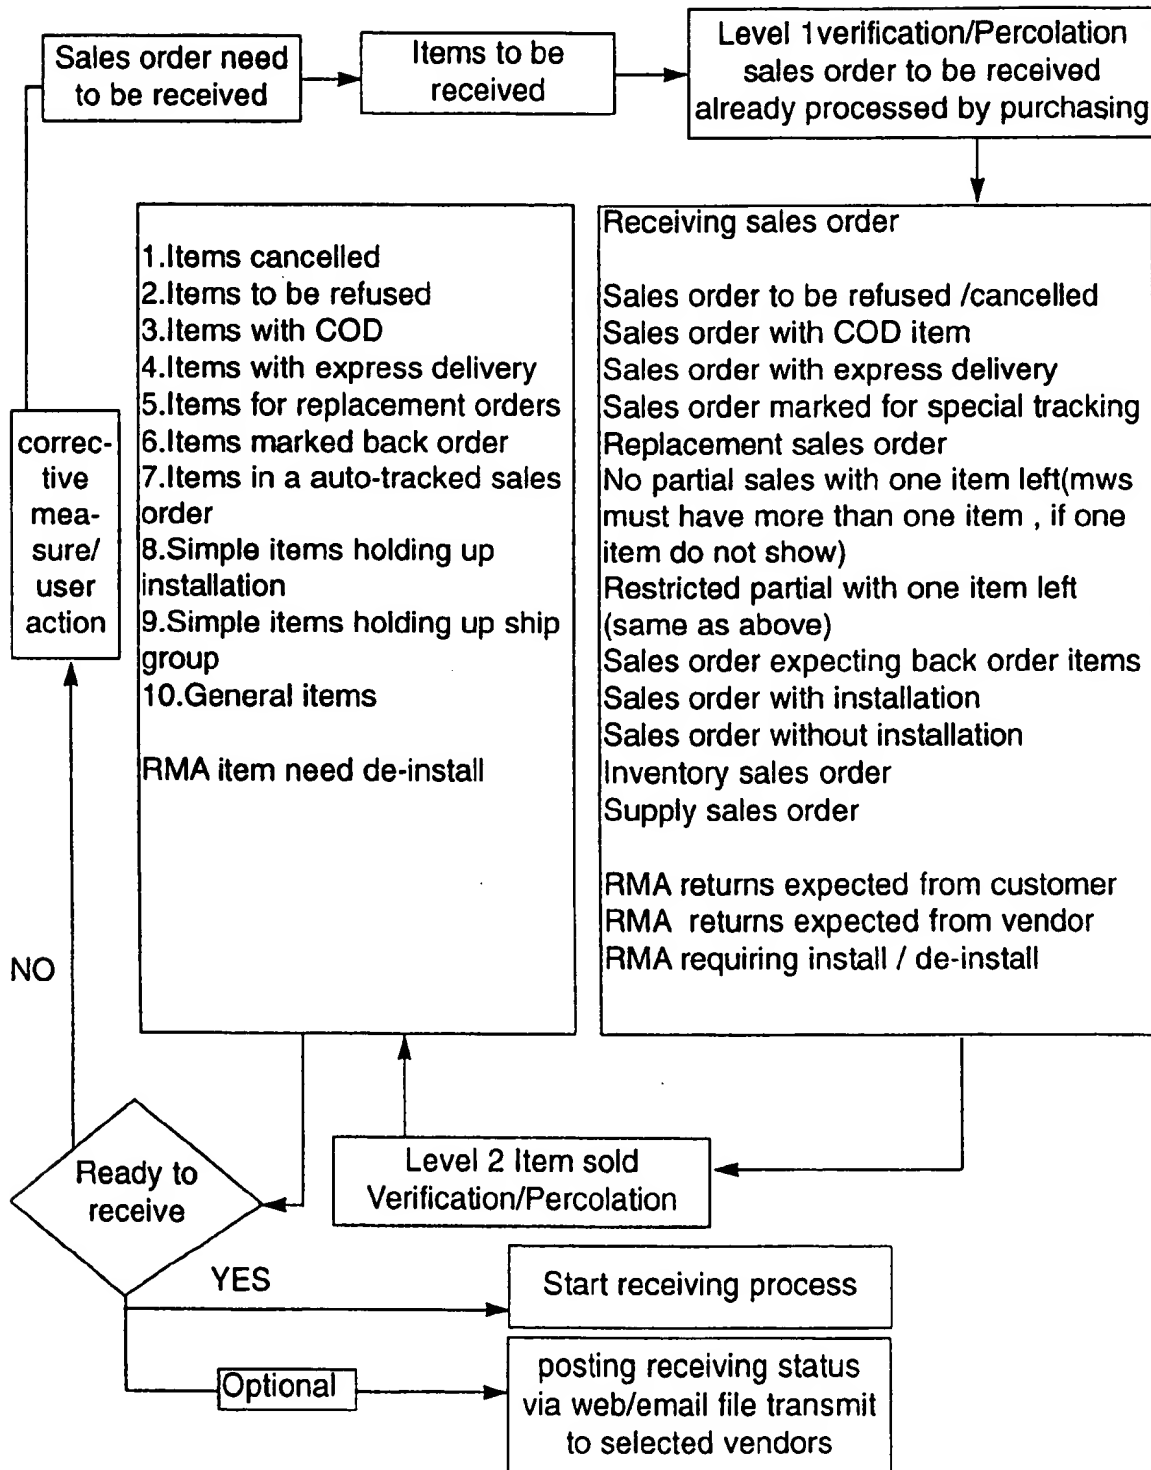 Sales order need
to be received
Items to be
received
Level 1verification/Percolation
sales order to be received
already processed by purchasing
Receiving sales order
Sales order to be refused /cancelled
Sales order with COD item
Sales order with express delivery
Sales order marked for special tracking
Replacement sales order
No partial sales with one item left(mws
must have more than one item , if one
item do not show)
Restricted partial with one item left
(same as above)
Sales order expecting back order items
Sales order with installation
Sales order without installation
Inventory sales order
Supply sales order
RMA returns expected from customer
RMA returns expected from vendor
RMA requiring install / de-install
Level 2 Item sold
Verification/Percolation
1.Items cancelled
2.Items to be refused
3.Items with COD
4.Items with express delivery
5.Items for replacement orders
6.Items marked back order
7.Items in a auto-tracked sales
order
8.Simple items holding up
installation
9.Simple items holding up ship
group
10.General items
RMA item need de-install
Ready to
receive
NO
correc-
tive
mea-
sure/
user
action
YES
Start receiving process
Optional
posting receiving status
via web/email file transmit
to selected vendors